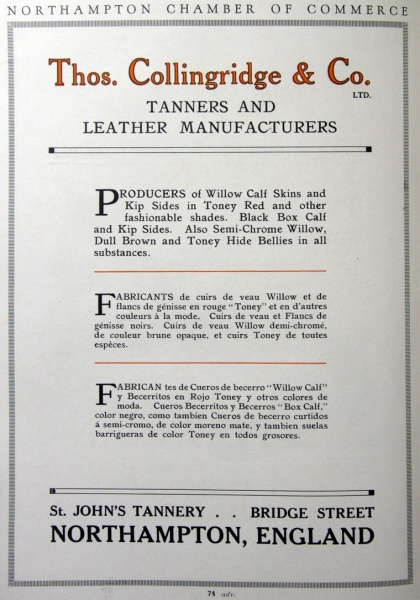 NORTHAMPTON CHAMBER OF COMMERCE
Thos. Collingridge & Co.
LTD.
TANNERS AND
LEATHER MANUFACTURERS
PRODUCERS of Willow Calf Skins and
Kip Sides in Toney Red and other
fashionable shades. Black Box Calf
and Kip Sides. Also Semi-Chrome Willow,
Dull Brown and Toney Hide Bellies in all
substances.
FABRICANTS de cuirs de veau Willow et de
flancs de génisse en rouge "Toney" et en d'autres
couleurs à la mode. Cuirs de veau et Flancs de
génisse noirs. Cuirs de veau Willow demi-chromé,
de couleur brune opaque, et cuirs Toney de toutes
espèces.
FABRICAN tes de Cueros de becerro "Willow Calf"
y Becerritos en Rojo Toney y otros colores de
moda. Cueros Becerritos y Becerros "Box Calf,"
color negro, como tambien Cueros de becerro curtidos
á semi-cromo, de color moreno mate, y tambien suelas
barrigueras de color Toney en todos grosores.
St. JOHN'S TANNERY . . BRIDGE STREET
NORTHAMPTON, ENGLAND
74 adv.